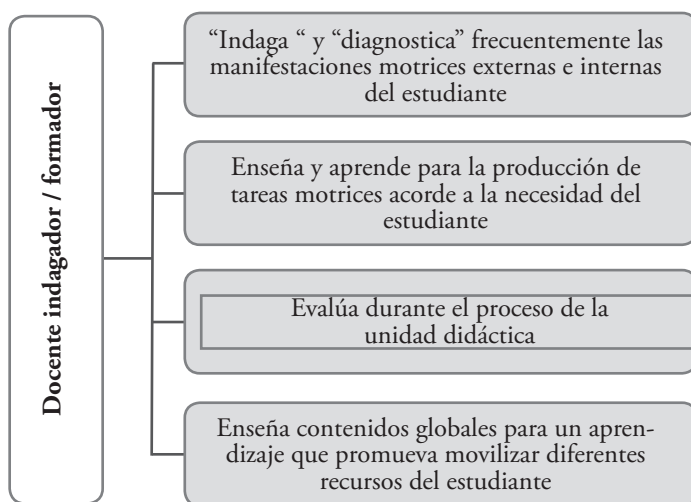 Docente indagador / formador
“Indaga “ y “diagnostica” frecuentemente las
manifestaciones motrices externas e internas
del estudiante
Enseña y aprende para la producción de
tareas motrices acorde a la necesidad del
estudiante
Evalúa durante el proceso de la
unidad didáctica
Enseña contenidos globales para un apren-
dizaje que promueva movilizar diferentes
recursos del estudiante